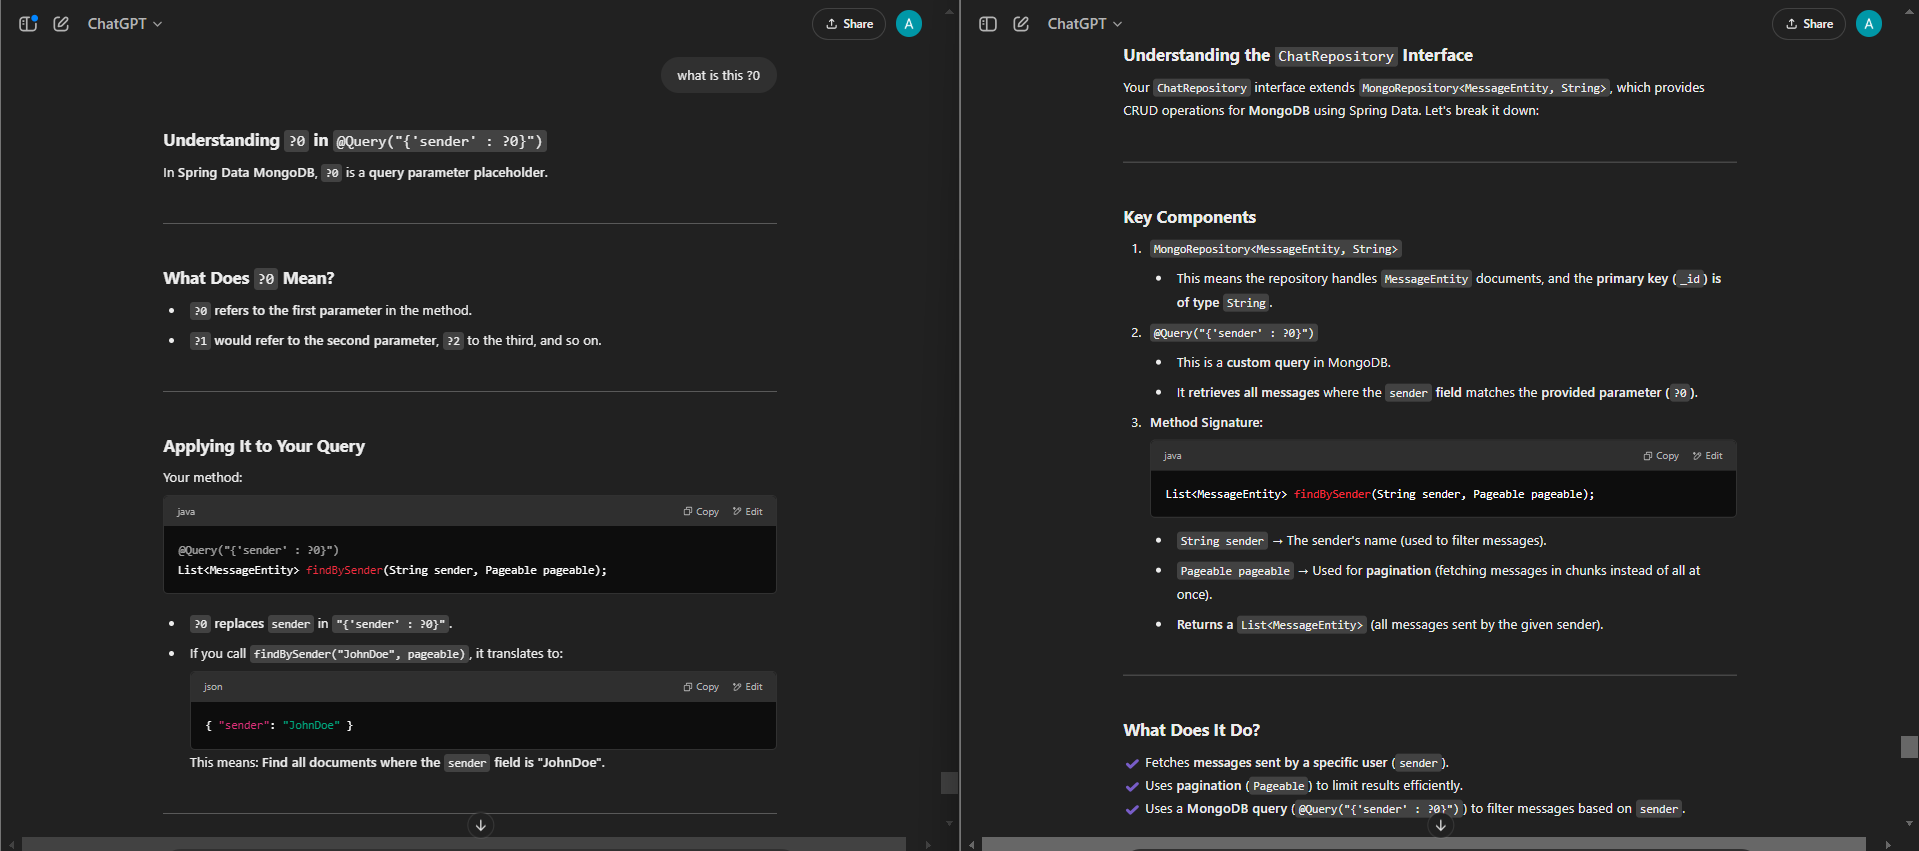 ChatGPT
Share
A
what is this ?0
Understanding ?0 in @Query("{'sender' : ?0}")
In Spring Data MongoDB, ?0 is a query parameter placeholder.
What Does ?0 Mean?
?0 refers to the first parameter in the method.
?1 would refer to the second parameter, ?2 to the third, and so on.
Applying It to Your Query
Your method:
java
Copy
Edit
@Query("{'sender' : ?0}")
List<MessageEntity> findBySender(String sender, Pageable pageable);
?0 replaces sender in "{'sender' : ?0}".
If you call findBySender("JohnDoe", pageable), it translates to:
json
Copy
Edit
{ "sender": "JohnDoe" }
This means: Find all documents where the sender field is "JohnDoe".
ChatGPT
Share
A
Understanding the ChatRepository Interface
Your ChatRepository interface extends MongoRepository<MessageEntity, String>, which provides
CRUD operations for MongoDB using Spring Data. Let's break it down:
Key Components
1. MongoRepository<MessageEntity, String>
This means the repository handles MessageEntity documents, and the primary key (_id) is
of type String.
2. @Query("{'sender' : ?0}")
This is a custom query in MongoDB.
It retrieves all messages where the sender field matches the provided parameter (?0).
3. Method Signature:
java
Copy
Edit
List<MessageEntity> findBySender(String sender, Pageable pageable);
String sender → The sender's name (used to filter messages).
Pageable pageable → Used for pagination (fetching messages in chunks instead of all at
once).
Returns a List<MessageEntity> (all messages sent by the given sender).
What Does It Do?
Fetches messages sent by a specific user (sender).
Uses pagination (Pageable) to limit results efficiently.
Uses a MongoDB query (@Query("{'sender' : ?0}")) to filter messages based on sender.